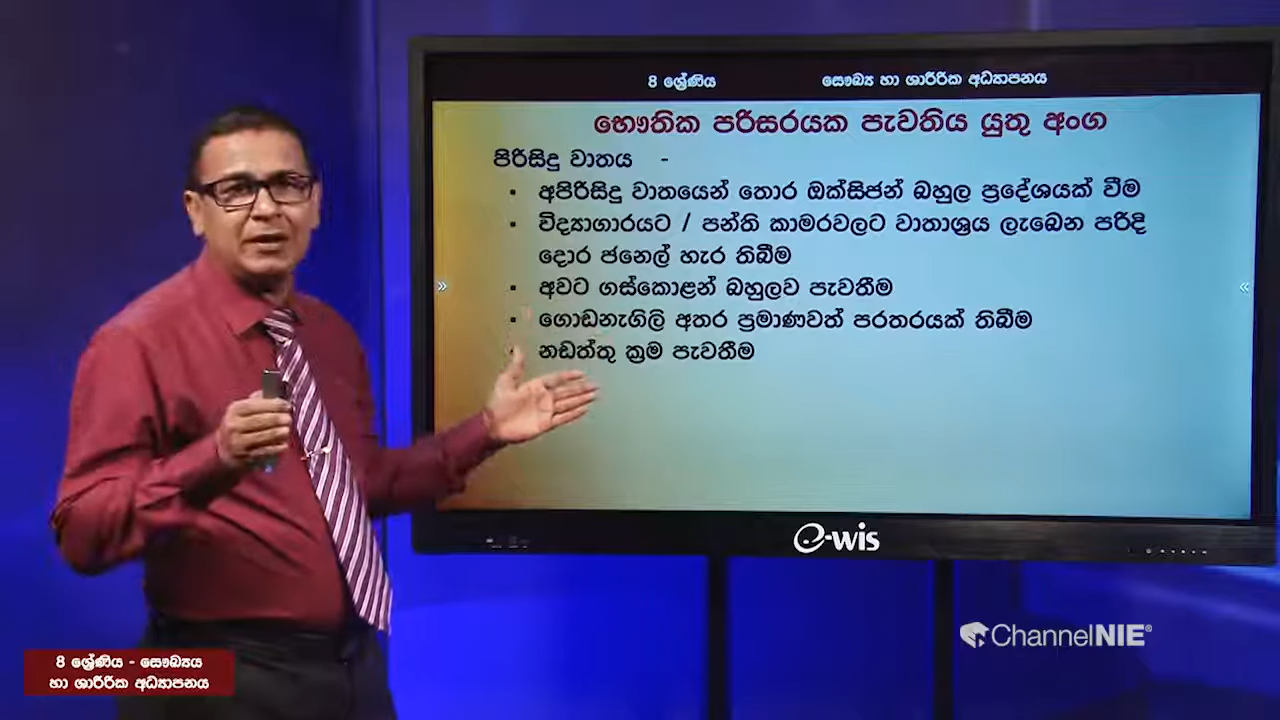 8 ශ්‍රේණිය සෞඛ්‍ය හා ශාරීරික අධ්‍යාපනය
භෞතික පරිසරයක පැවතිය යුතු අංග
පිරිසිදු වාතය -
▪ අපිරිසිදු වාතයෙන් තොර ඔක්සිජන් බහුල ප්‍රදේශයක් වීම
▪ විද්‍යාගාරයට / පන්ති කාමරවලට වාතාශ්‍රය ලැබෙන පරිදි
දොර ජනෙල් හැර තිබීම
▪ අවට ගස්කොළන් බහුලව පැවතීම
▪ ගොඩනැගිලි අතර ප්‍රමාණවත් පරතරයක් තිබීම
▪ නඩත්තු ක්‍රම පැවතීම
e-wis
ChannelNIE®
8 ශ්‍රේණිය - සෞඛ්‍යය
හා ශාරීරික අධ්‍යාපනය